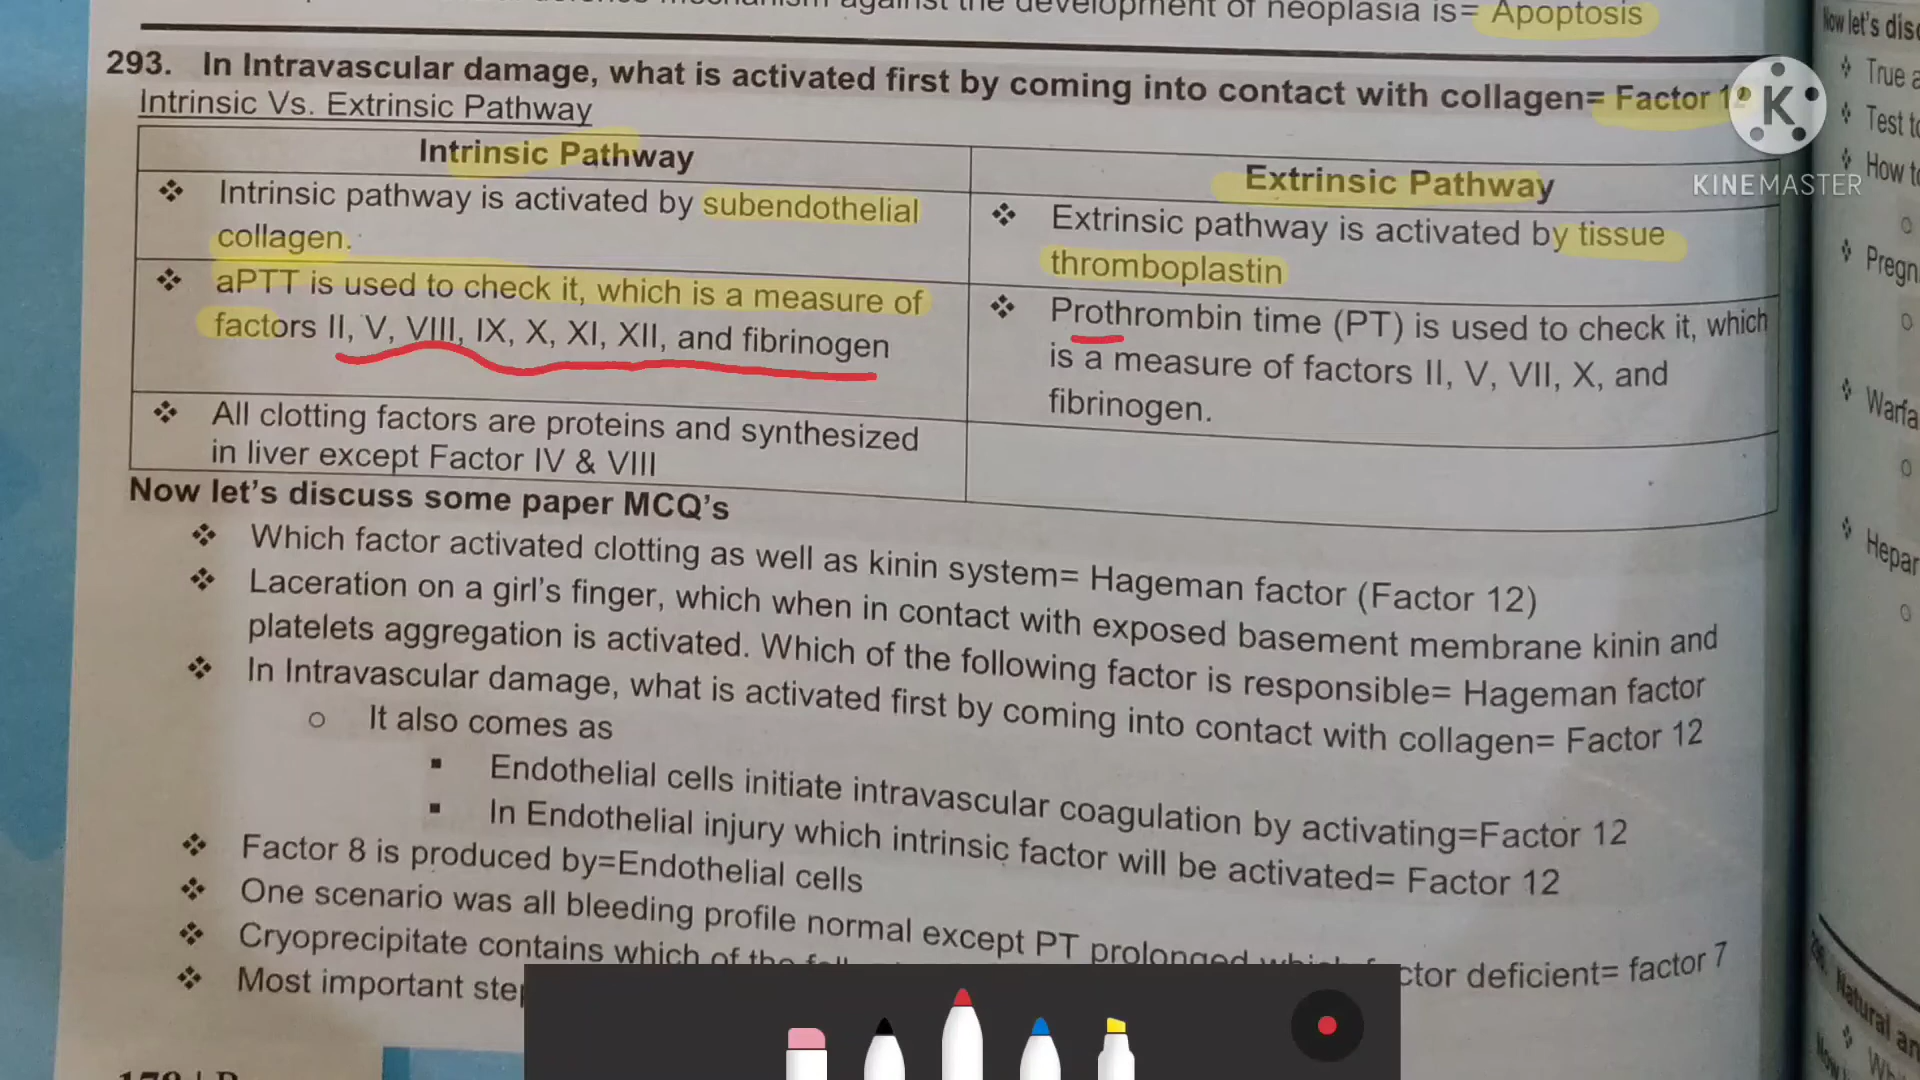 the development of neoplasia is= Apoptosis
293. In Intravascular damage, what is activated first by coming into contact with collagen= Factor 12
Intrinsic Vs. Extrinsic Pathway
Intrinsic Pathway
Intrinsic pathway is activated by subendothelial
collagen.
aPTT is used to check it, which is a measure of
factors II, V, VIII, IX, X, XI, XII, and fibrinogen
All clotting factors are proteins and synthesized
in liver except Factor IV & VIII
Extrinsic Pathway
Extrinsic pathway is activated by tissue
thromboplastin
Prothrombin time (PT) is used to check it, which
is a measure of factors II, V, VII, X, and
fibrinogen.
Now let's discuss some paper MCQ's
Which factor activated clotting as well as kinin system= Hageman factor (Factor 12)
Laceration on a girl's finger, which when in contact with exposed basement membrane kinin and
platelets aggregation is activated. Which of the following factor is responsible= Hageman factor
In Intravascular damage, what is activated first by coming into contact with collagen= Factor 12
It also comes as
Endothelial cells initiate intravascular coagulation by activating=Factor 12
In Endothelial injury which intrinsic factor will be activated= Factor 12
Factor 8 is produced by=Endothelial cells
One scenario was all bleeding profile normal except PT prolonged which factor deficient= factor 7
Cryoprecipitate contains which of the
Most important
K
KINEMASTER
Now let's
True
Test
How
Natural